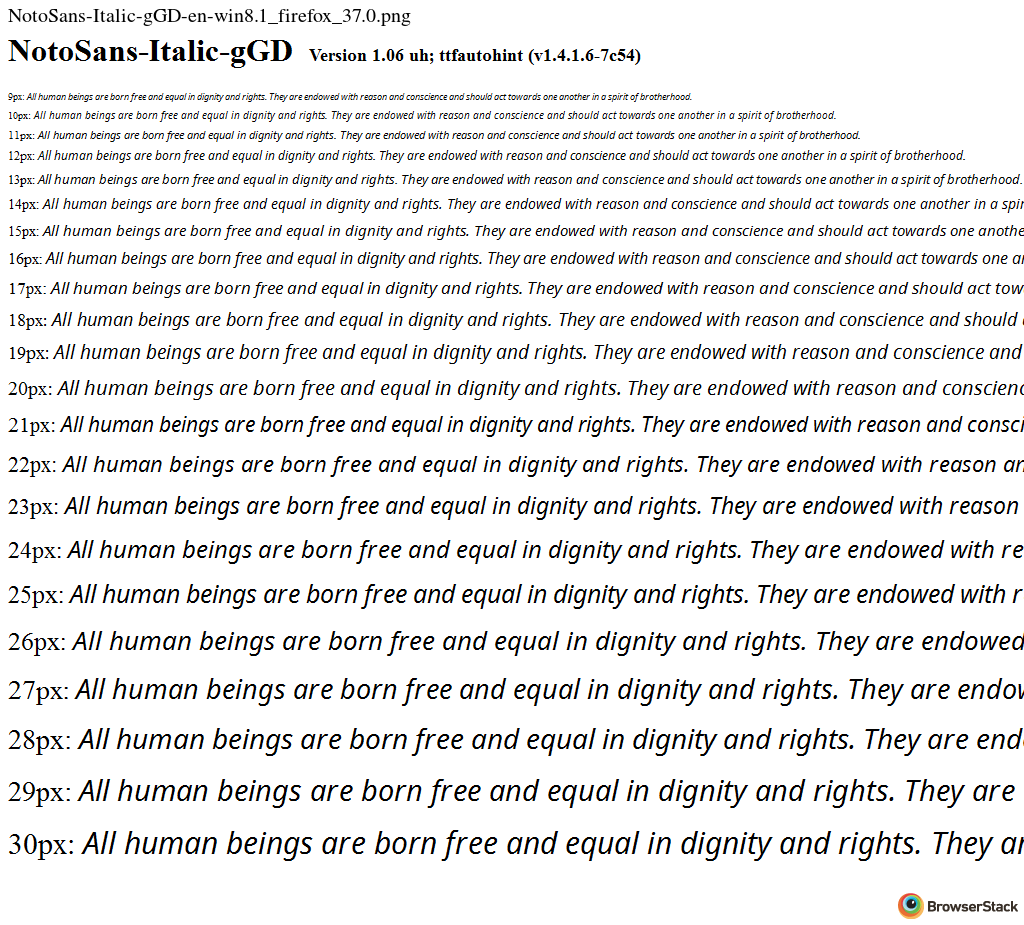 NotoSans-Italic-gGD-en-win8.1_firefox_37.0.png
NotoSans-Italic-gGD Version 1.06 uh; ttfautohint (v1.4.1.6-7c54)
9px: All human beings are born free and equal in dignity and rights. They are endowed with reason and conscience and should act towards one another in a spirit of brotherhood.
10px: All human beings are born free and equal in dignity and rights. They are endowed with reason and conscience and should act towards one another in a spirit of brotherhood.
11px: All human beings are born free and equal in dignity and rights. They are endowed with reason and conscience and should act towards one another in a spirit of brotherhood.
12px: All human beings are born free and equal in dignity and rights. They are endowed with reason and conscience and should act towards one another in a spirit of brotherhood.
13px: All human beings are born free and equal in dignity and rights. They are endowed with reason and conscience and should act towards one another in a spirit of brotherhood.
14px: All human beings are born free and equal in dignity and rights. They are endowed with reason and conscience and should act towards one another in a spir
15px: All human beings are born free and equal in dignity and rights. They are endowed with reason and conscience and should act towards one anothe
16px: All human beings are born free and equal in dignity and rights. They are endowed with reason and conscience and should act towards one a
17px: All human beings are born free and equal in dignity and rights. They are endowed with reason and conscience and should act tow
18px: All human beings are born free and equal in dignity and rights. They are endowed with reason and conscience and should
19px: All human beings are born free and equal in dignity and rights. They are endowed with reason and conscience and
20px: All human beings are born free and equal in dignity and rights. They are endowed with reason and conscienc
21px: All human beings are born free and equal in dignity and rights. They are endowed with reason and consci
22px: All human beings are born free and equal in dignity and rights. They are endowed with reason an
23px: All human beings are born free and equal in dignity and rights. They are endowed with reason
24px: All human beings are born free and equal in dignity and rights. They are endowed with re
25px: All human beings are born free and equal in dignity and rights. They are endowed with r
26px: All human beings are born free and equal in dignity and rights. They are endowed
27px: All human beings are born free and equal in dignity and rights. They are endow
28px: All human beings are born free and equal in dignity and rights. They are end
29px: All human beings are born free and equal in dignity and rights. They are
30px: All human beings are born free and equal in dignity and rights. They ar
BrowserStack